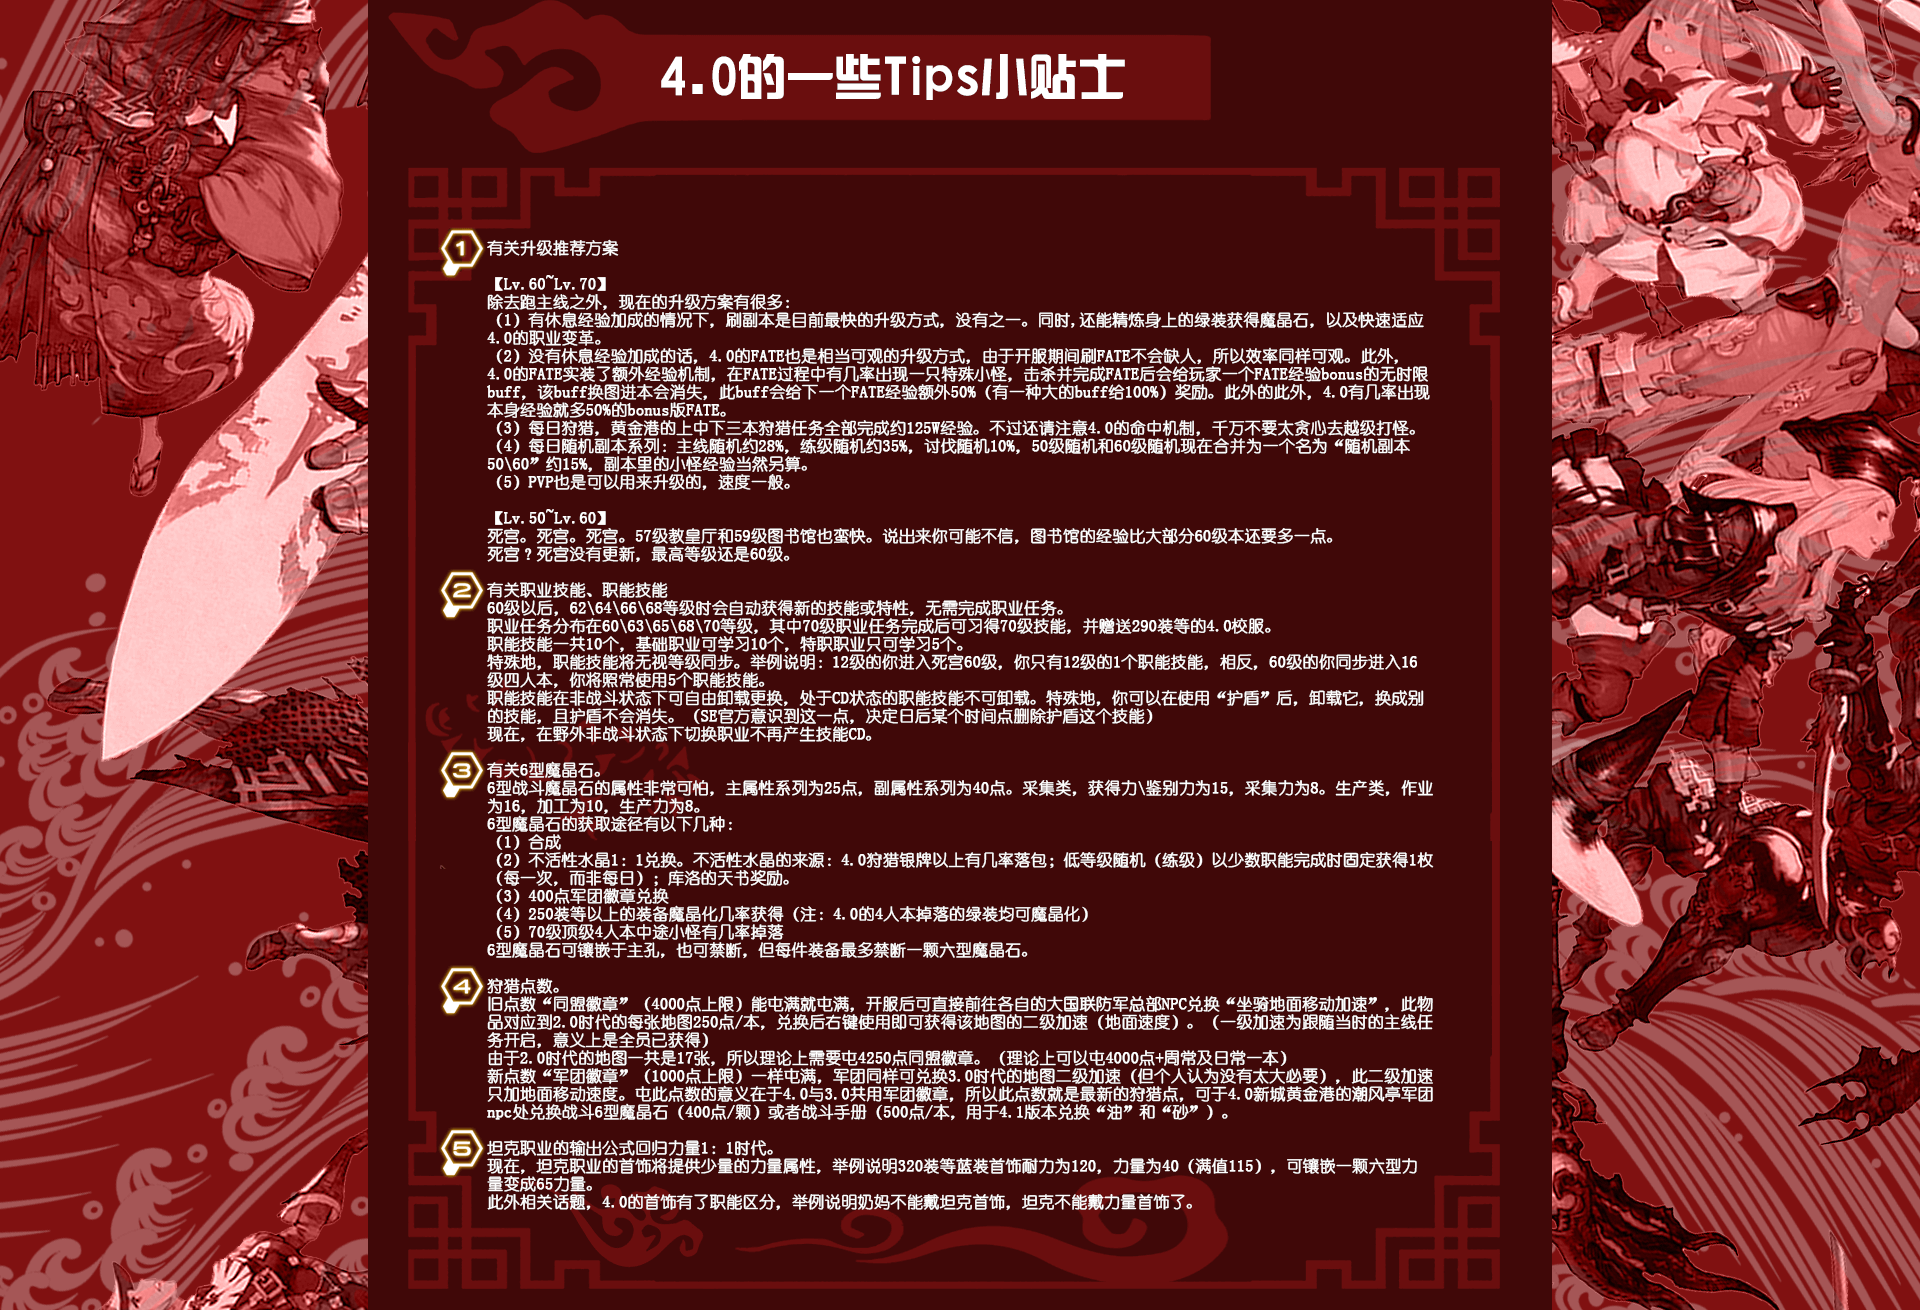 4.0的一些Tips小贴士
1 有关升级推荐方案
【Lv.60~Lv.70】
除去跑主线之外，现在的升级方案有很多：
（1）有休息经验加成的情况下，刷副本是目前最快的升级方式，没有之一。同时,还能精炼身上的绿装获得魔晶石，以及快速适应
4.0的职业变革。
（2）没有休息经验加成的话，4.0的FATE也是相当可观的升级方式，由于开服期间刷FATE不会缺人，所以效率同样可观。此外，
4.0的FATE实装了额外经验机制，在FATE过程中有几率出现一只特殊小怪，击杀并完成FATE后会给玩家一个FATE经验bonus的无时限
buff，该buff换图进本会消失，此buff会给下一个FATE经验额外50%（有一种大的buff给100%）奖励。此外的此外，4.0有几率出现
本身经验就多50%的bonus版FATE。
（3）每日狩猎，黄金港的上中下三本狩猎任务全部完成约125W经验。不过还请注意4.0的命中机制，千万不要太贪心去越级打怪。
（4）每日随机副本系列：主线随机约28%，练级随机约35%，讨伐随机10%，50级随机和60级随机现在合并为一个名为“随机副本
50\60”约15%，副本里的小怪经验当然另算。
（5）PVP也是可以用来升级的，速度一般。
【Lv.50~Lv.60】
死宫。死宫。死宫。57级教皇厅和59级图书馆也蛮快。说出来你可能不信，图书馆的经验比大部分60级本还要多一点。
死宫？死宫没有更新，最高等级还是60级。
2 有关职业技能、职能技能
60级以后，62\64\66\68等级时会自动获得新的技能或特性，无需完成职业任务。
职业任务分布在60\63\65\68\70等级，其中70级职业任务完成后可习得70级技能，并赠送290装等的4.0校服。
职能技能一共10个，基础职业可学习10个，特职职业只可学习5个。
特殊地，职能技能将无视等级同步。举例说明：12级的你进入死宫60级，你只有12级的1个职能技能，相反，60级的你同步进入16
级四人本，你将照常使用5个职能技能。
职能技能在非战斗状态下可自由卸载更换，处于CD状态的职能技能不可卸载。特殊地，你可以在使用“护盾”后，卸载它，换成别
的技能，且护盾不会消失。（SE官方意识到这一点，决定日后某个时间点删除护盾这个技能）
现在，在野外非战斗状态下切换职业不再产生技能CD。
3 有关6型魔晶石。
6型战斗魔晶石的属性非常可怕，主属性系列为25点，副属性系列为40点。采集类，获得力\鉴别力为15，采集力为8。生产类，作业
为16，加工为10，生产力为8。
6型魔晶石的获取途径有以下几种：
（1）合成
（2）不活性水晶1：1兑换。不活性水晶的来源：4.0狩猎银牌以上有几率落包；低等级随机（练级）以少数职能完成时固定获得1枚
（每一次，而非每日）；库洛的天书奖励。
（3）400点军团徽章兑换
（4）250装等以上的装备魔晶化几率获得（注：4.0的4人本掉落的绿装均可魔晶化）
（5）70级顶级4人本中途小怪有几率掉落
6型魔晶石可镶嵌于主孔，也可禁断，但每件装备最多禁断一颗六型魔晶石。
4 狩猎点数。
旧点数“同盟徽章”（4000点上限）能屯满就屯满，开服后可直接前往各自的大国联防军总部NPC兑换“坐骑地面移动加速”，此物
品对应到2.0时代的每张地图250点/本，兑换后右键使用即可获得该地图的二级加速（地面速度）。（一级加速为跟随当时的主线任
务开启，意义上是全员已获得）
由于2.0时代的地图一共是17张，所以理论上需要屯4250点同盟徽章。（理论上可以屯4000点+周常及日常一本）
新点数“军团徽章”（1000点上限）一样屯满，军团同样可兑换3.0时代的地图二级加速（但个人认为没有太大必要），此二级加速
只加地面移动速度。屯此点数的意义在于4.0与3.0共用军团徽章，所以此点数就是最新的狩猎点，可于4.0新城黄金港的潮风亭军团
npc处兑换战斗6型魔晶石（400点/颗）或者战斗手册（500点/本，用于4.1版本兑换“油”和“砂”）。
5 坦克职业的输出公式回归力量1：1时代。
现在，坦克职业的首饰将提供少量的力量属性，举例说明320装等蓝装首饰耐力为120，力量为40（满值115），可镶嵌一颗六型力
量变成65力量。
此外相关话题，4.0的首饰有了职能区分，举例说明奶妈不能戴坦克首饰，坦克不能戴力量首饰了。